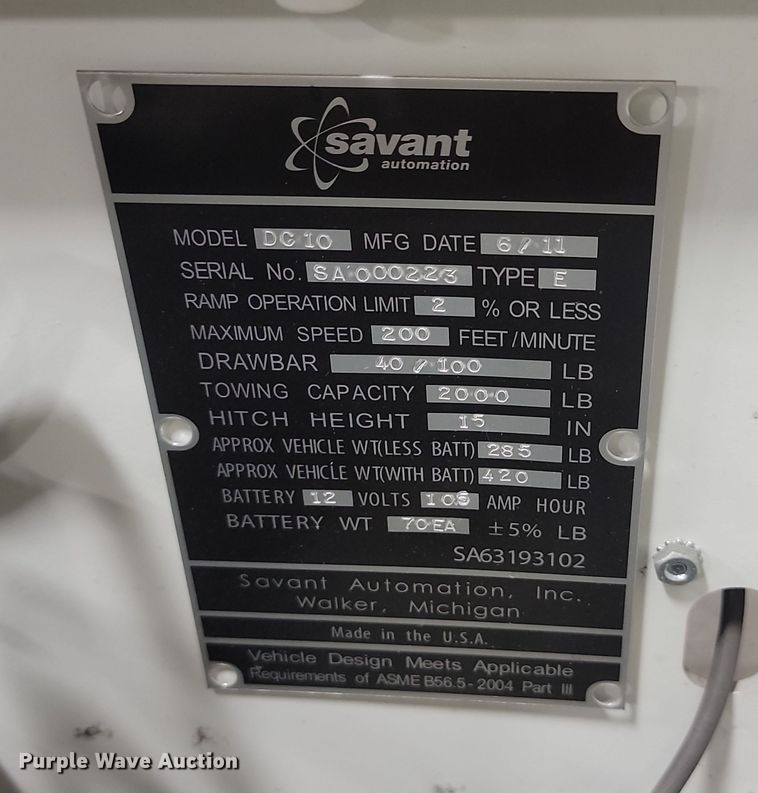 savant
automation
MODEL DC10 MFG DATE 6/11
SERIAL No. SA000223 TYPE E
RAMP OPERATION LIMIT 2 % OR LESS
MAXIMUM SPEED 200 FEET/MINUTE
DRAWBAR 40/100 LB
TOWING CAPACITY 2000 LB
HITCH HEIGHT 15 IN
APPROX VEHICLE WT(LESS BATT) 285 LB
APPROX VEHICLE WT(WITH BATT) 420 LB
BATTERY 12 VOLTS 105 AMP HOUR
BATTERY WT 70EA ±5% LB
SA63193102
Savant Automation, Inc.
Walker, Michigan
Made in the U.S.A.
Vehicle Design Meets Applicable
Requirements of ASME B56.5-2004 Part III
Purple Wave Auction